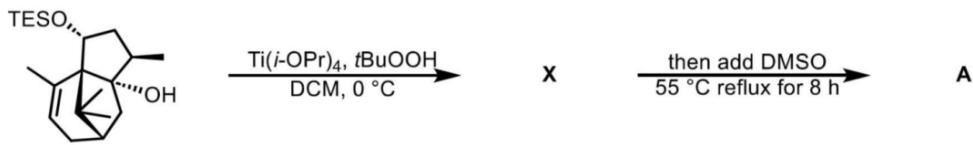 TESO
OH
Ti(i-OPr)4, tBuOOH
DCM, 0 °C
X
then add DMSO
55 °C reflux for 8 h
A